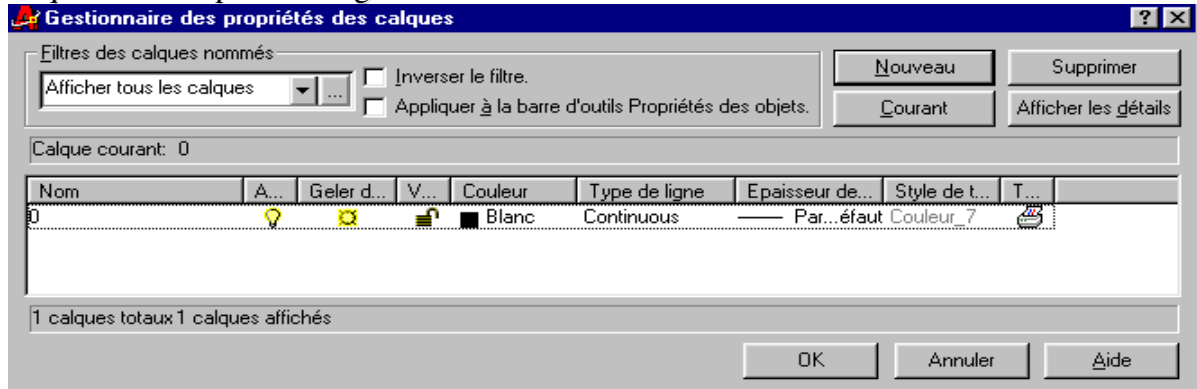 Gestionnaire des propriétés des calques
Filtres des calques nommés
Afficher tous les calques
...
Inverser le filtre.
Appliquer à la barre d'outils Propriétés des objets.
Nouveau
Supprimer
Courant
Afficher les détails
Calque courant: 0
Nom A... Geler d... V... Couleur Type de ligne Epaisseur de... Style de t... T...
0 Blanc Continuous Par...éfaut Couleur_7
1 calques totaux 1 calques affichés
OK Annuler Aide